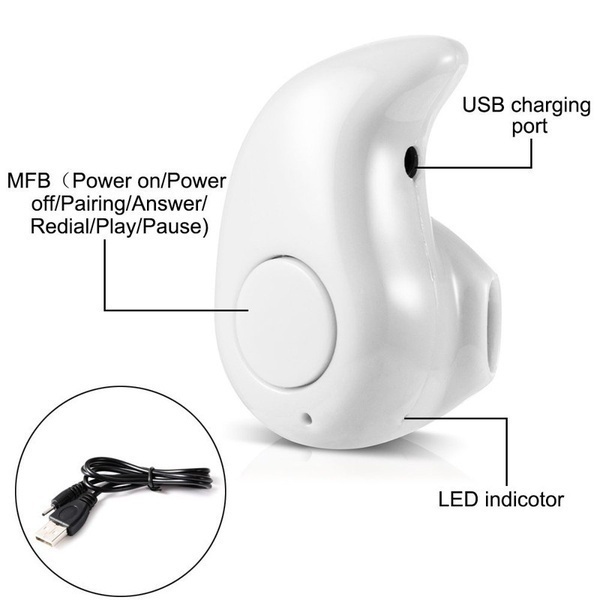 USB charging
port
MFB（Power on/Power
off/Pairing/Answer/
Redial/Play/Pause)
LED indicotor